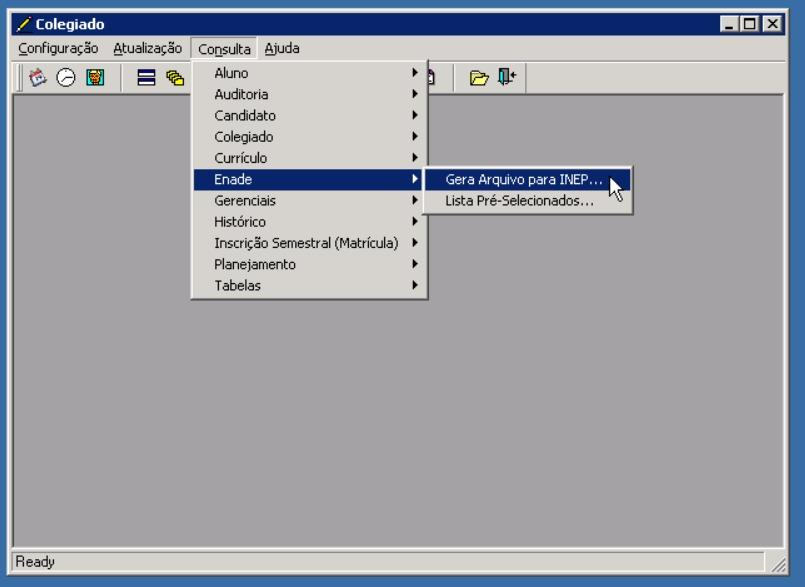 Colegiado
Configuração Atualização Consulta Ajuda
Aluno
Auditoria
Candidato
Colegiado
Currículo
Enade
Gera Arquivo para INEP...
Gerenciais
Lista Pré-Selecionados...
Histórico
Inscrição Semestral (Matrícula)
Planejamento
Tabelas
Ready